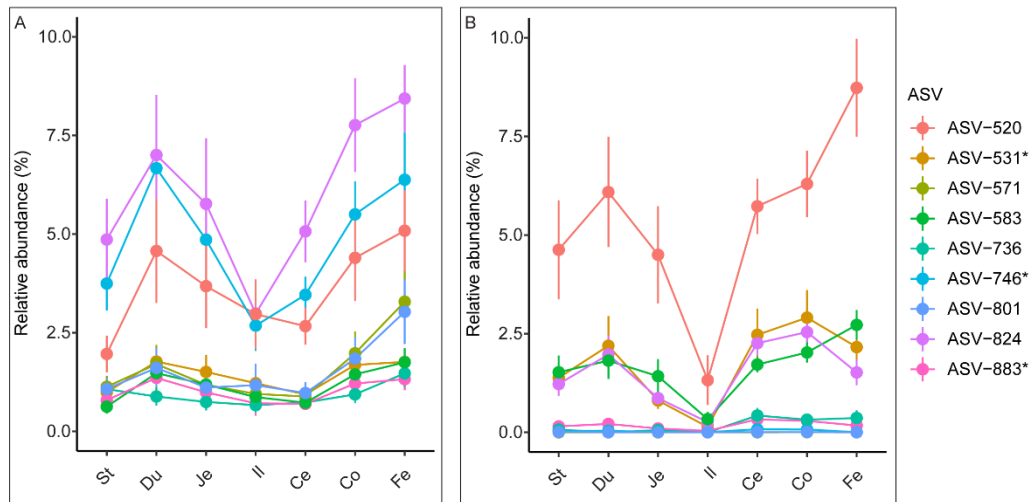 A
Relative abundance (%)
10.0
7.5
5.0
2.5
0.0
St Du Je Il Ce Co Fe
B
Relative abundance (%)
10.0
7.5
5.0
2.5
0.0
St Du Je Il Ce Co Fe
ASV
ASV−520
ASV−531*
ASV−571
ASV−583
ASV−736
ASV−746*
ASV−801
ASV−824
ASV−883*